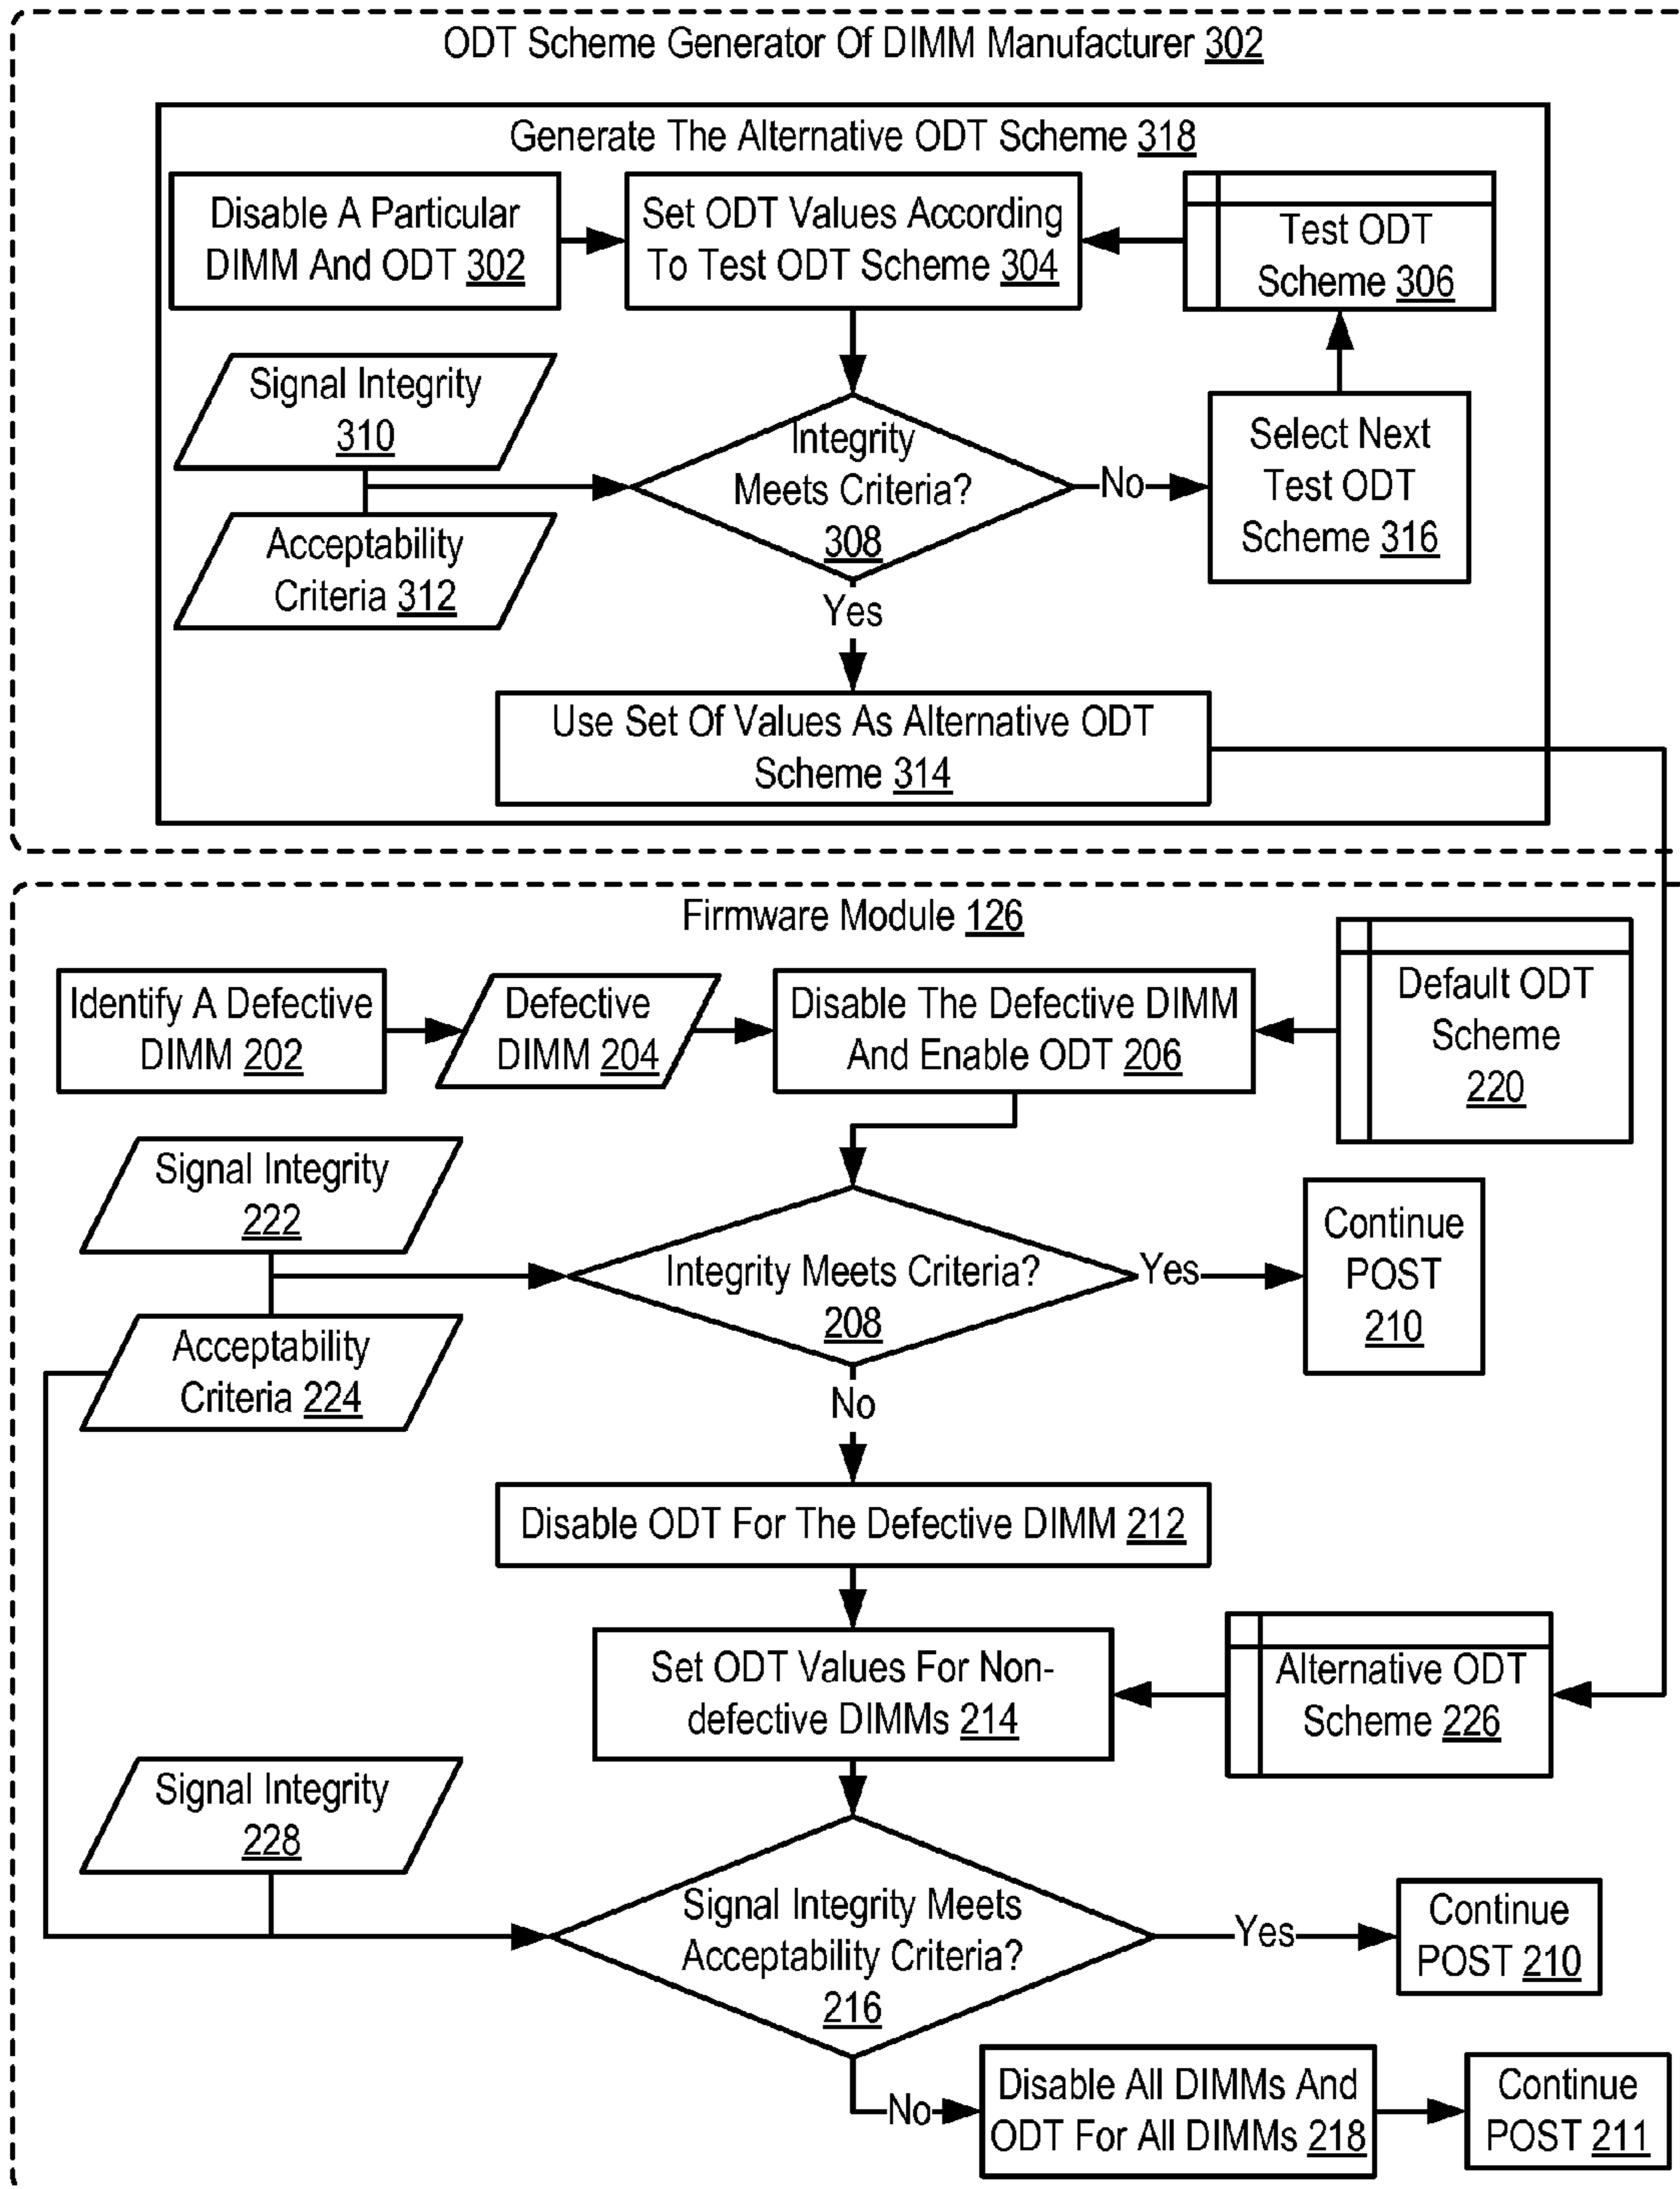 ODT Scheme Generator Of DIMM Manufacturer 302
Generate The Alternative ODT Scheme 318
Disable A Particular
DIMM And ODT 302
Set ODT Values According
To Test ODT Scheme 304
Test ODT
Scheme 306
Signal Integrity
310
Acceptability
Criteria 312
Integrity
Meets Criteria?
308
No
Select Next
Test ODT
Scheme 316
Yes
Use Set Of Values As Alternative ODT
Scheme 314
Firmware Module 126
Identify A Defective
DIMM 202
Defective
DIMM 204
Disable The Defective DIMM
And Enable ODT 206
Default ODT
Scheme
220
Signal Integrity
222
Acceptability
Criteria 224
Integrity Meets Criteria?
208
Yes
Continue
POST
210
No
Disable ODT For The Defective DIMM 212
Set ODT Values For Non-
defective DIMMs 214
Alternative ODT
Scheme 226
Signal Integrity
228
Signal Integrity Meets
Acceptability Criteria?
216
Yes
Continue
POST 210
No
Disable All DIMMs And
ODT For All DIMMs 218
Continue
POST 211